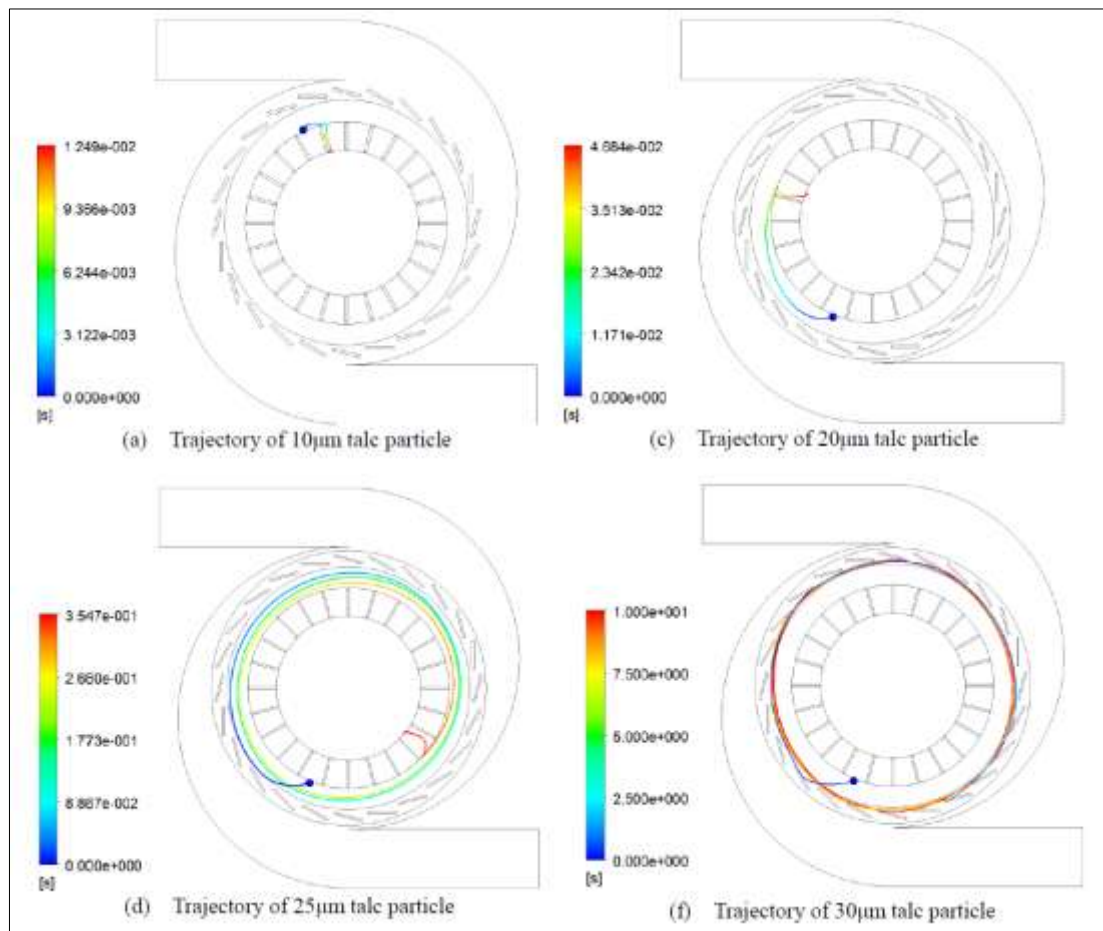 1.249e-002
9.366e-003
6.244e-003
3.122e-003
0.000e+000
[s]
(a) Trajectory of 10μm talc particle
4.684e-002
3.513e-002
2.342e-002
1.171e-002
0.000e+000
[s]
(c) Trajectory of 20μm talc particle
3.547e-001
2.660e-001
1.773e-001
8.867e-002
0.000e+000
[s]
(d) Trajectory of 25μm talc particle
1.000e+001
7.500e+000
5.000e+000
2.500e+000
0.000e+000
[s]
(f) Trajectory of 30μm talc particle